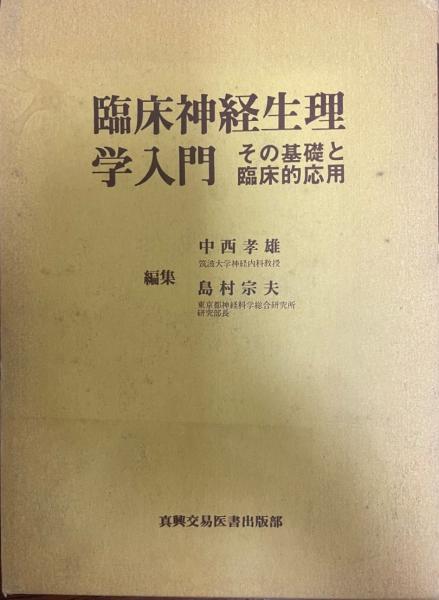 臨床神経生理
学入門
その基礎と
臨床的応用
編集
中西孝雄
筑波大学神経内科教授
島村宗夫
東京都神経科学総合研究所
研究部長
真興交易医書出版部